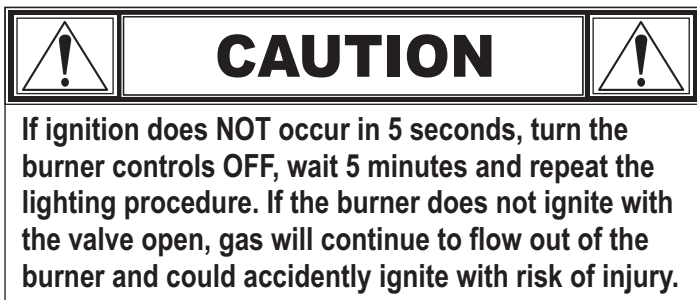 CAUTION
If ignition does NOT occur in 5 seconds, turn the
burner controls OFF, wait 5 minutes and repeat the
lighting procedure. If the burner does not ignite with
the valve open, gas will continue to flow out of the
burner and could accidently ignite with risk of injury.